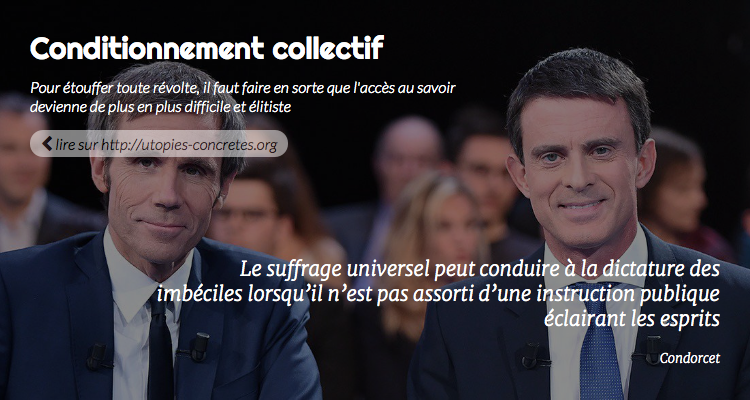 Conditionnement collectif
Pour étouffer toute révolte, il faut faire en sorte que l'accès au savoir
devienne de plus en plus difficile et élitiste
lire sur http://utopies-concretes.org
Le suffrage universel peut conduire à la dictature des
imbéciles lorsqu’il n’est pas assorti d’une instruction publique
éclairant les esprits
Condorcet